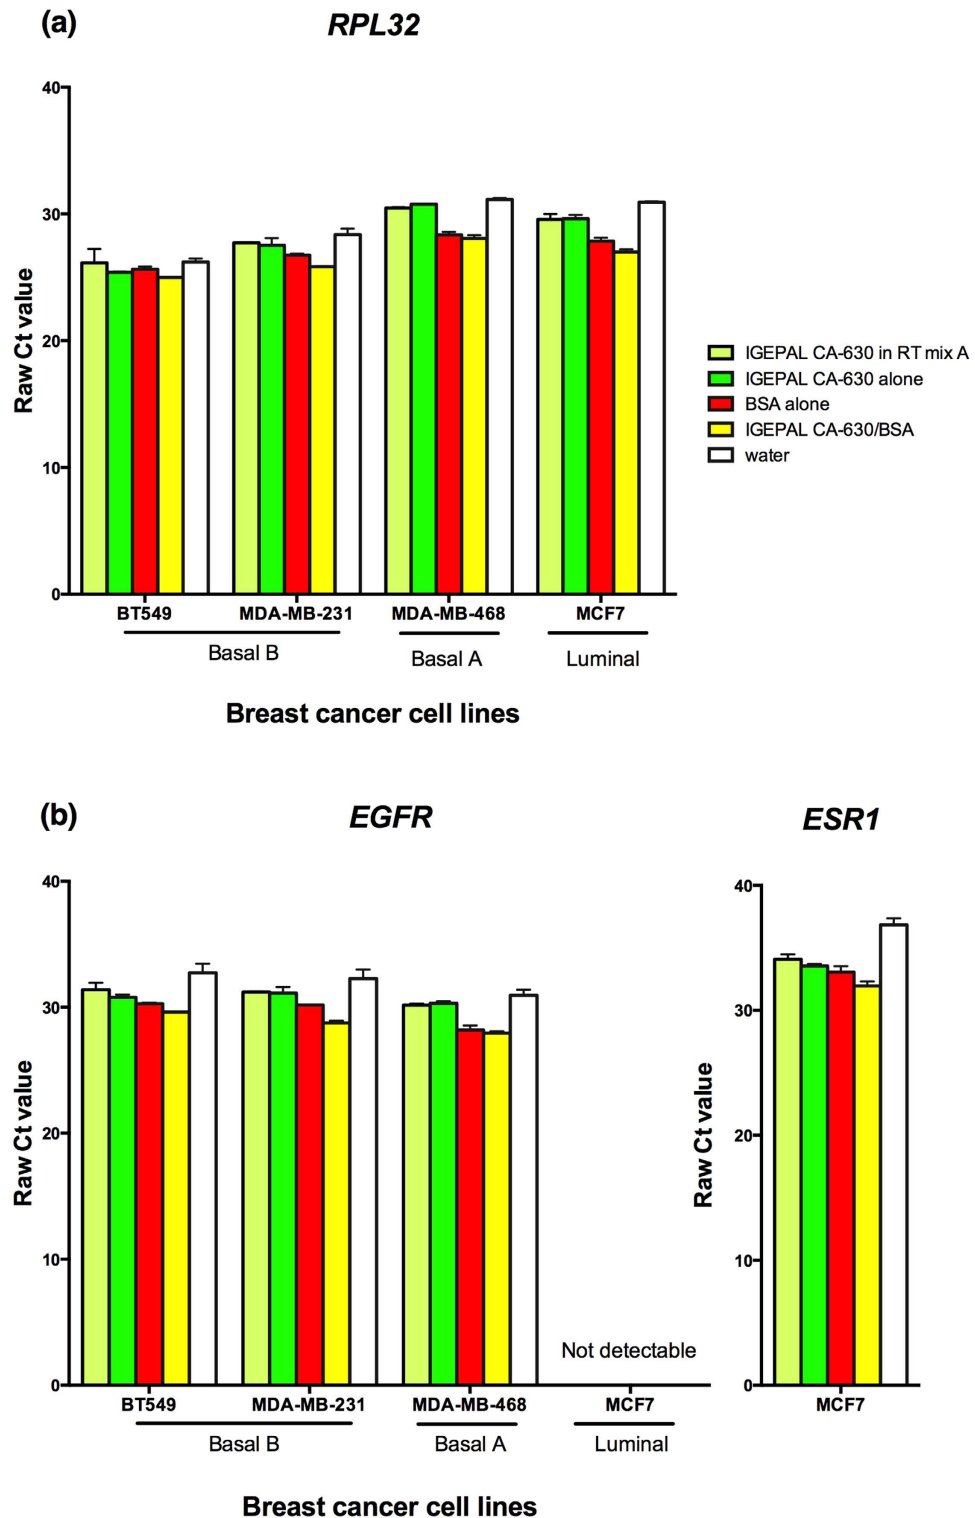 (a)
RPL32
40
30
20
10
0
Raw Ct value
BT549
MDA-MB-231
MDA-MB-468
MCF7
Basal B
Basal A
Luminal
Breast cancer cell lines
IGEPAL CA-630 in RT mix A
IGEPAL CA-630 alone
BSA alone
IGEPAL CA-630/BSA
water
(b)
EGFR
40
30
20
10
0
Raw Ct value
Not detectable
BT549
MDA-MB-231
MDA-MB-468
MCF7
Basal B
Basal A
Luminal
Breast cancer cell lines
ESR1
40
30
20
10
0
Raw Ct value
MCF7